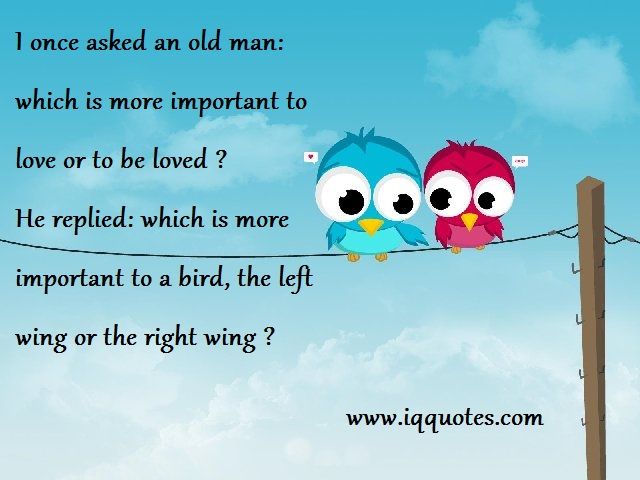 I once asked an old man:
which is more important to
love or to be loved ?
He replied: which is more
important to a bird, the left
wing or the right wing ?
www.iqquotes.com